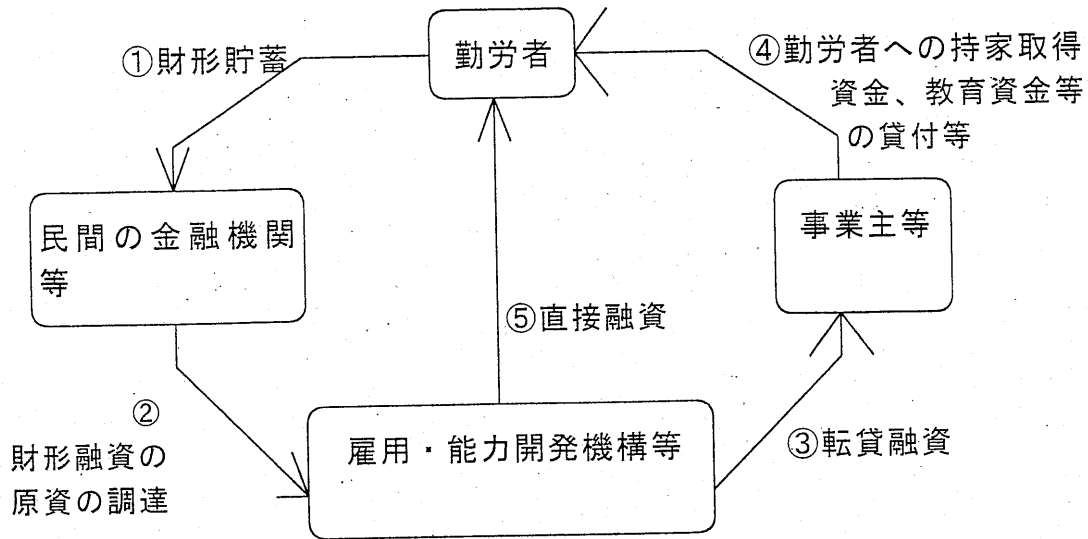 ①財形貯蓄
勤労者
④勤労者への持家取得
資金、教育資金等
の貸付等
民間の金融機関
等
事業主等
⑤直接融資
②
財形融資の
原資の調達
雇用・能力開発機構等
③転貸融資